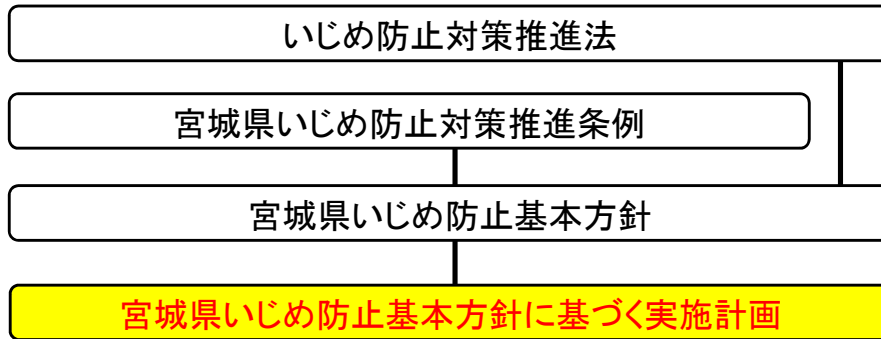 いじめ防止対策推進法
宮城県いじめ防止対策推進条例
宮城県いじめ防止基本方針
宮城県いじめ防止基本方針に基づく実施計画